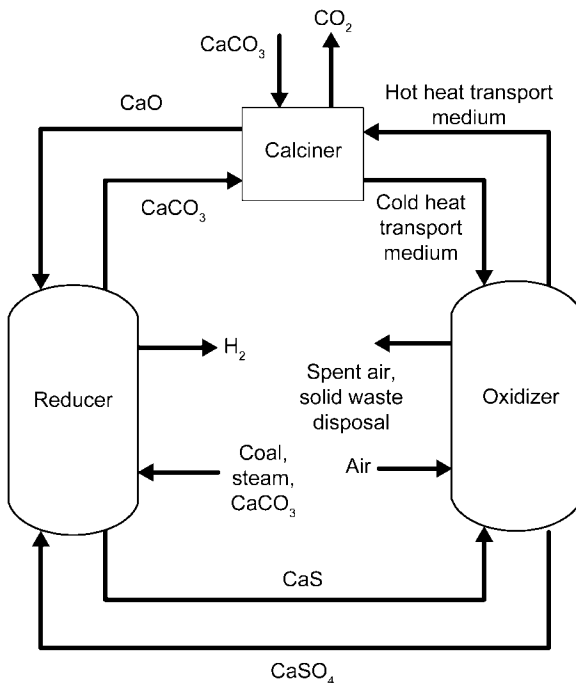 CO₂
CaCO₃
CaO
Hot heat transport
medium
Calciner
CaCO₃
Cold heat
transport
medium
H₂
Reducer
Spent air,
solid waste
disposal
Oxidizer
Coal,
steam,
CaCO₃
Air
CaS
CaSO₄